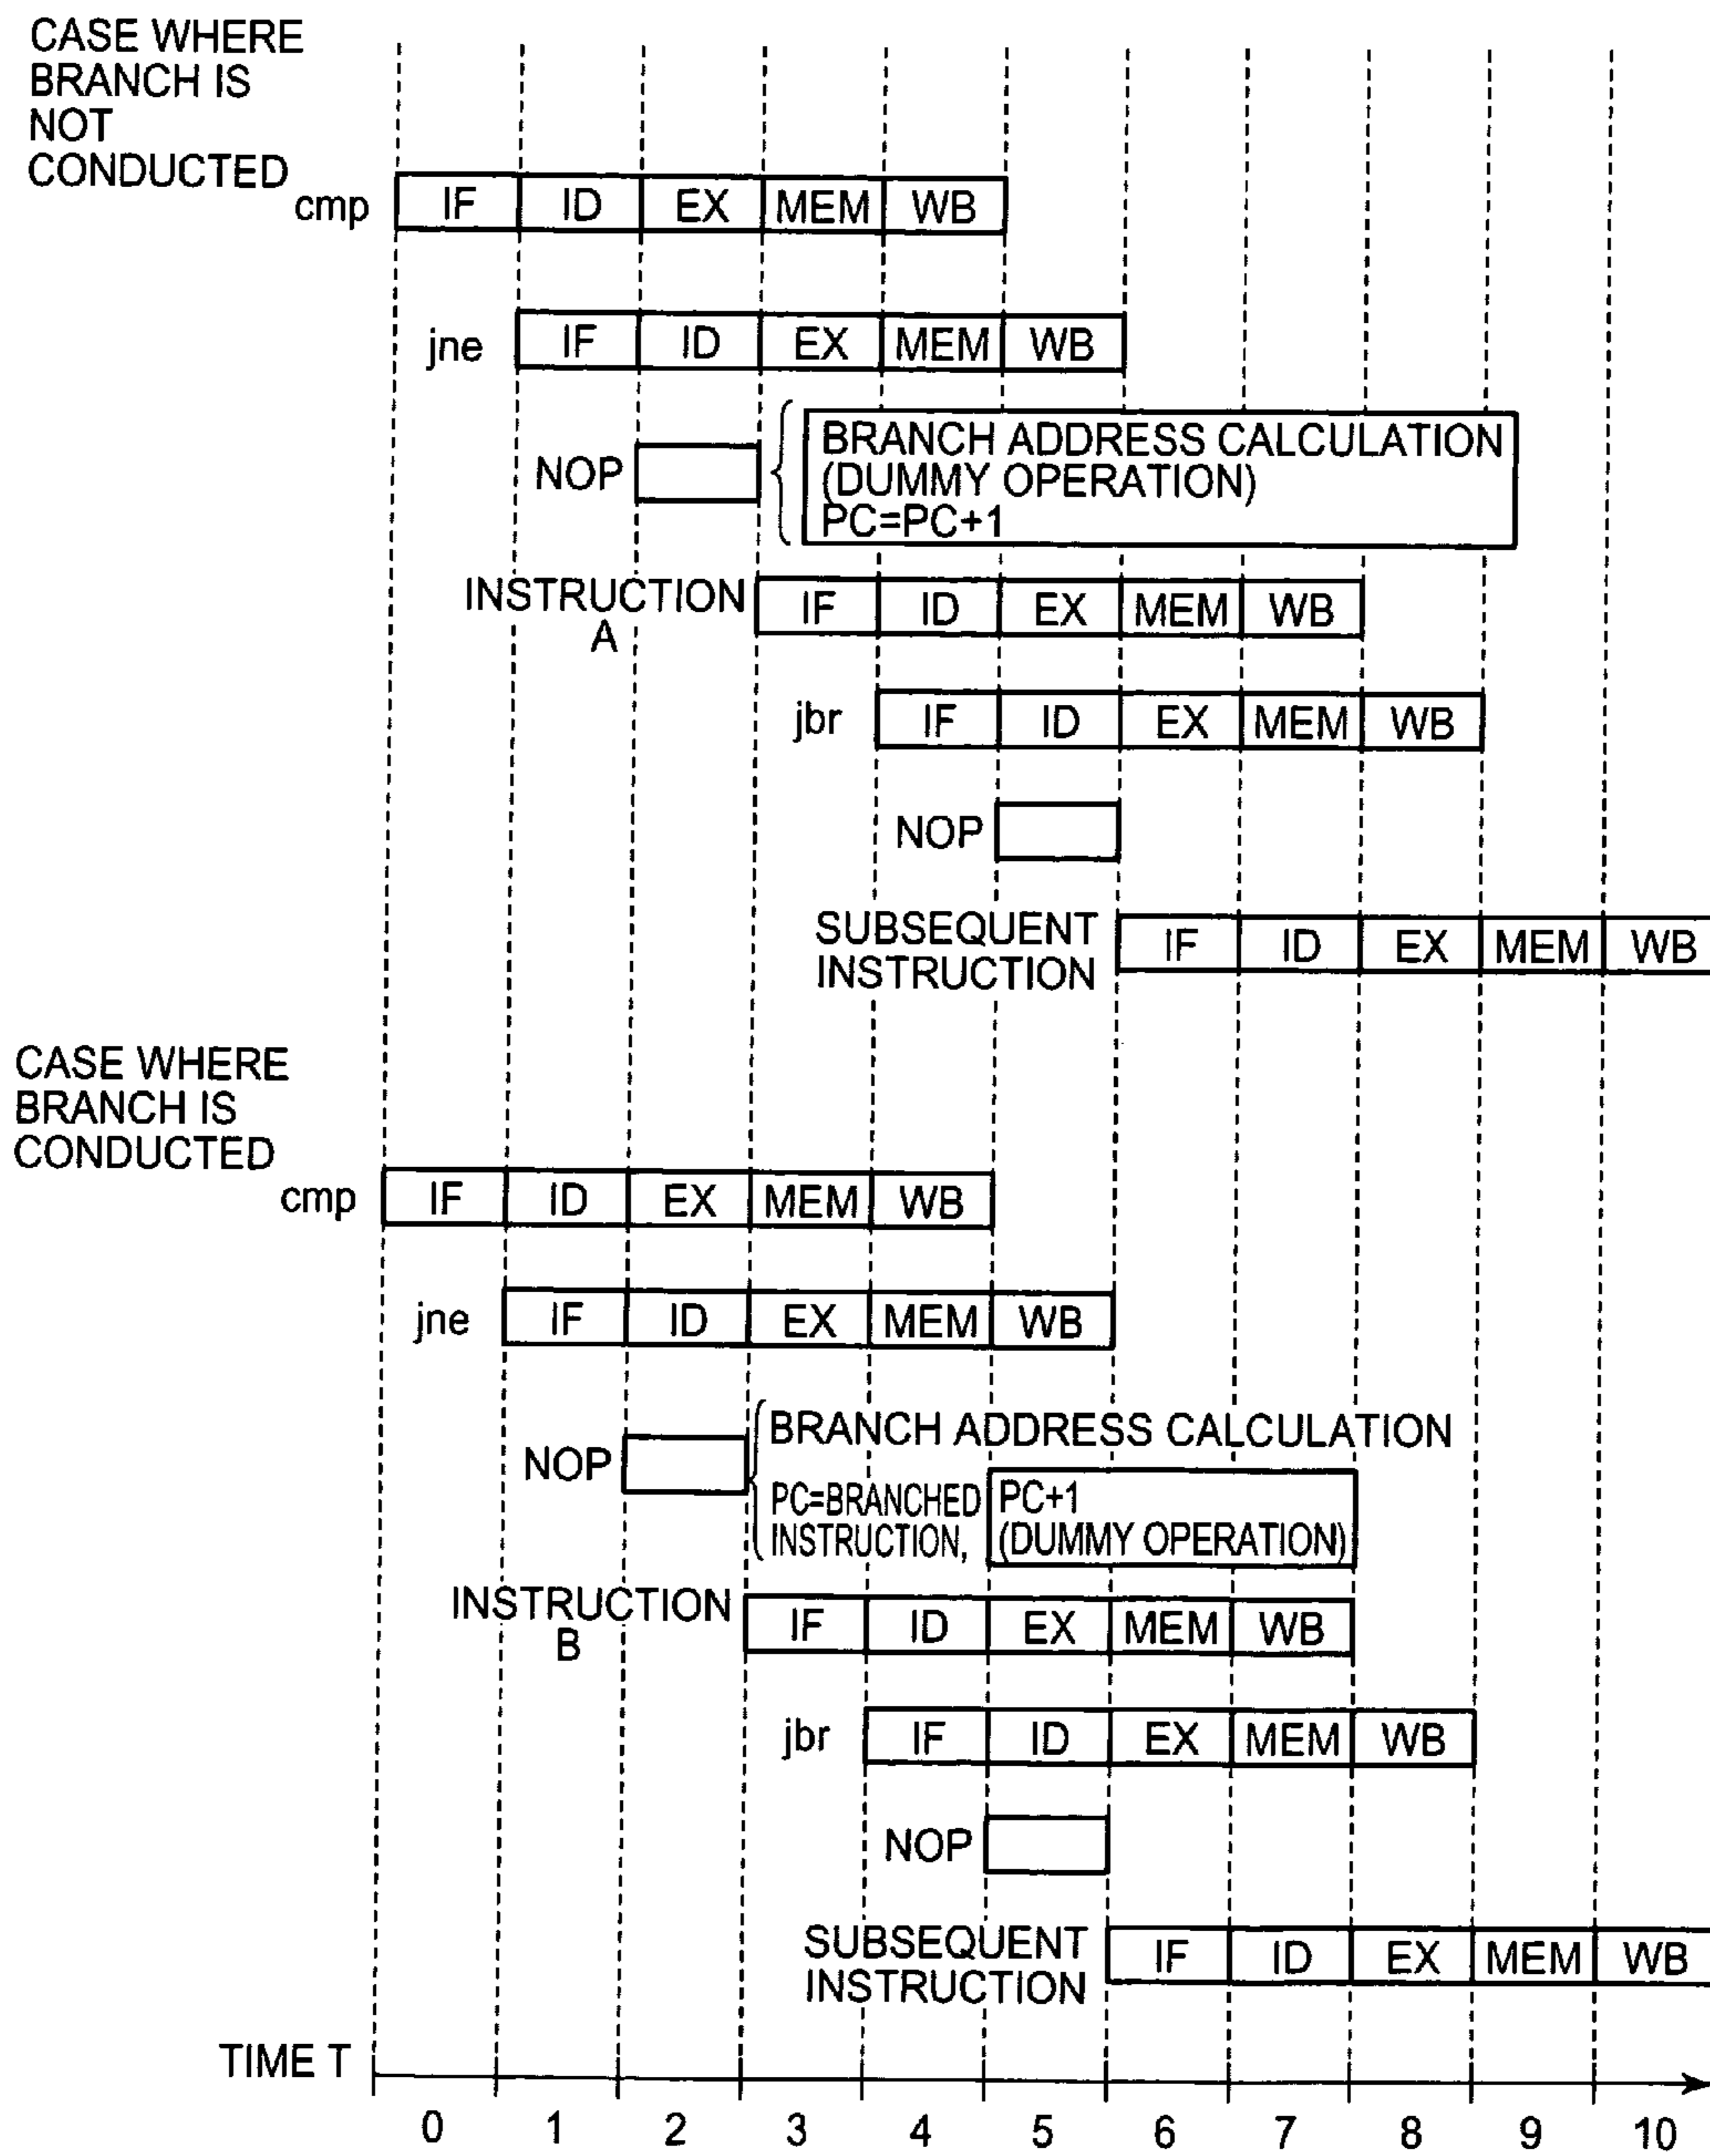 CASE WHERE
BRANCH IS
NOT
CONDUCTED
cmp IF ID EX MEM WB
jne IF ID EX MEM WB
NOP
BRANCH ADDRESS CALCULATION
(DUMMY OPERATION)
PC=PC+1
INSTRUCTION
A
IF ID EX MEM WB
jbr IF ID EX MEM WB
NOP
SUBSEQUENT
INSTRUCTION
IF ID EX MEM WB
CASE WHERE
BRANCH IS
CONDUCTED
cmp IF ID EX MEM WB
jne IF ID EX MEM WB
NOP
BRANCH ADDRESS CALCULATION
PC=BRANCHED PC+1
INSTRUCTION, (DUMMY OPERATION)
INSTRUCTION
B
IF ID EX MEM WB
jbr IF ID EX MEM WB
NOP
SUBSEQUENT
INSTRUCTION
IF ID EX MEM WB
TIME T
0 1 2 3 4 5 6 7 8 9 10